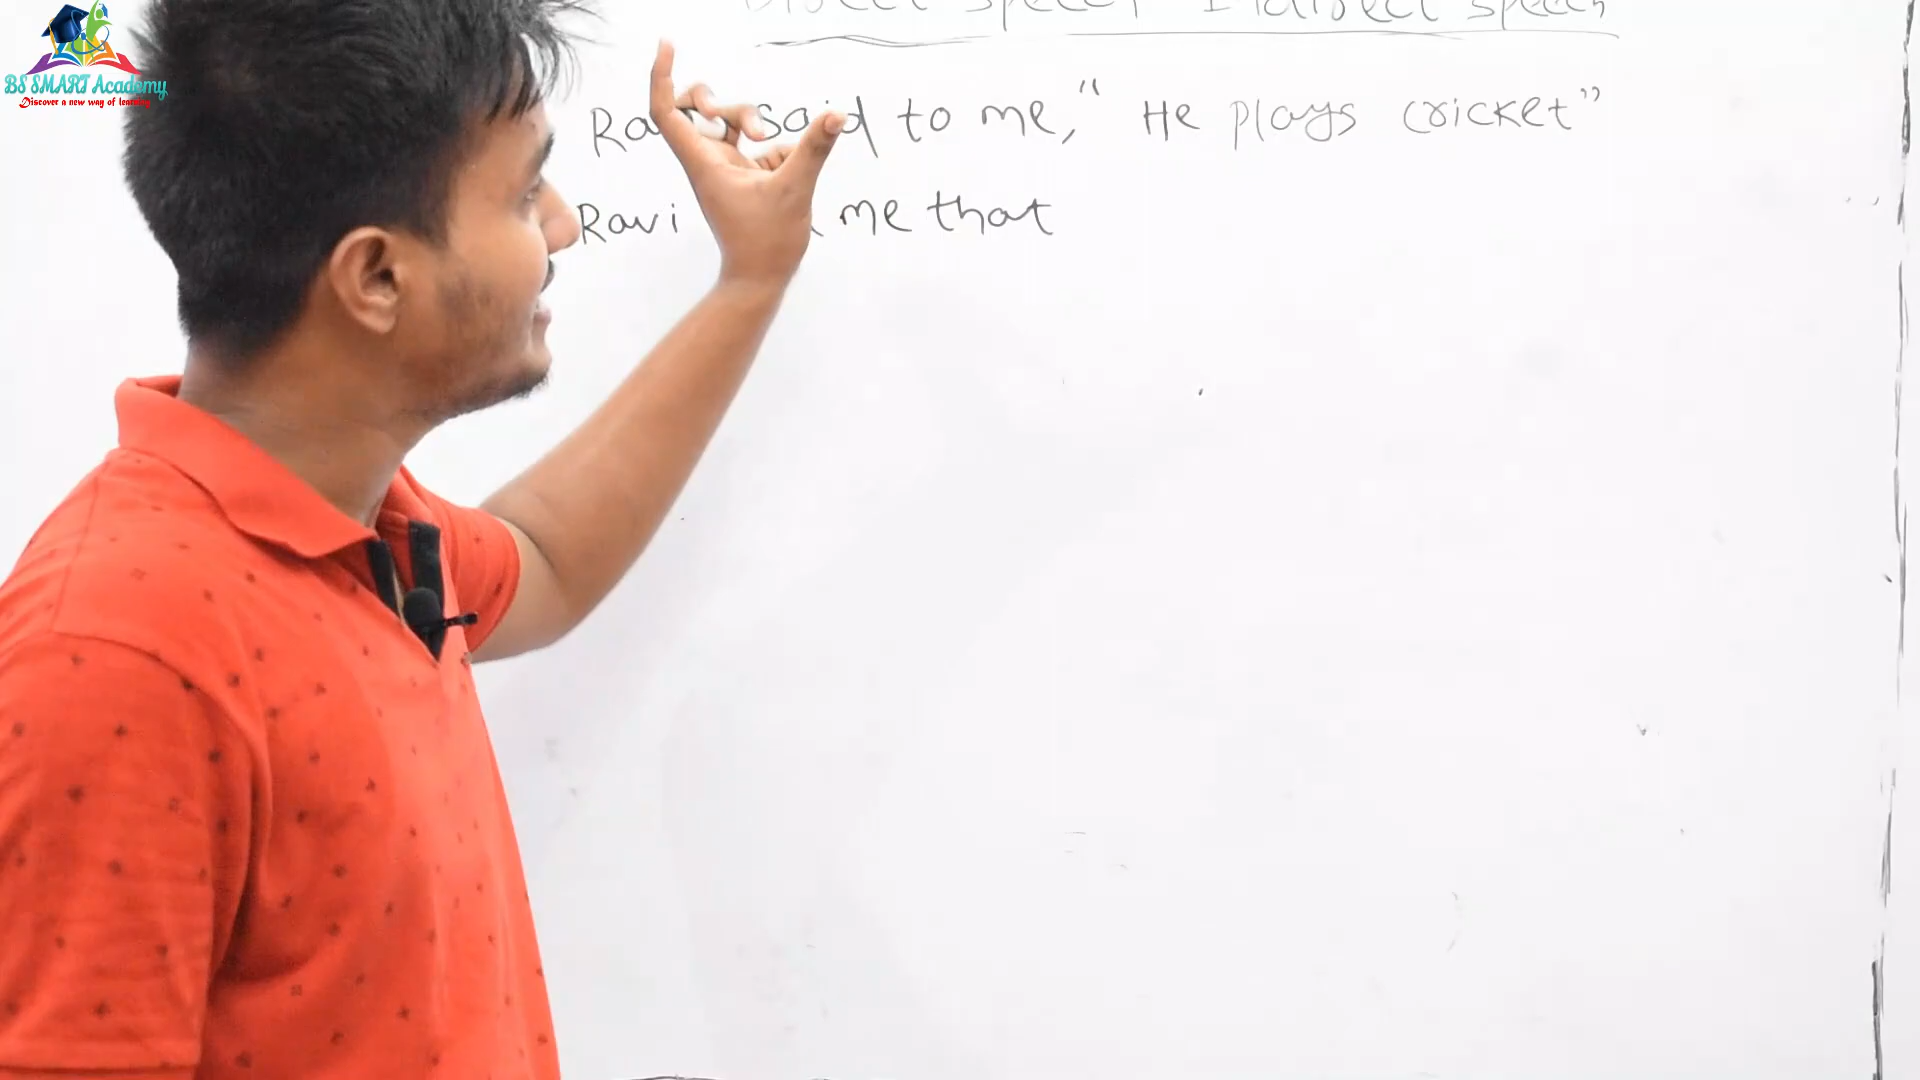 BS SMART Academy
Discover a new way of learning
Direct speech Indirect speech
said to me, " He plays cricket"
Ravi me that